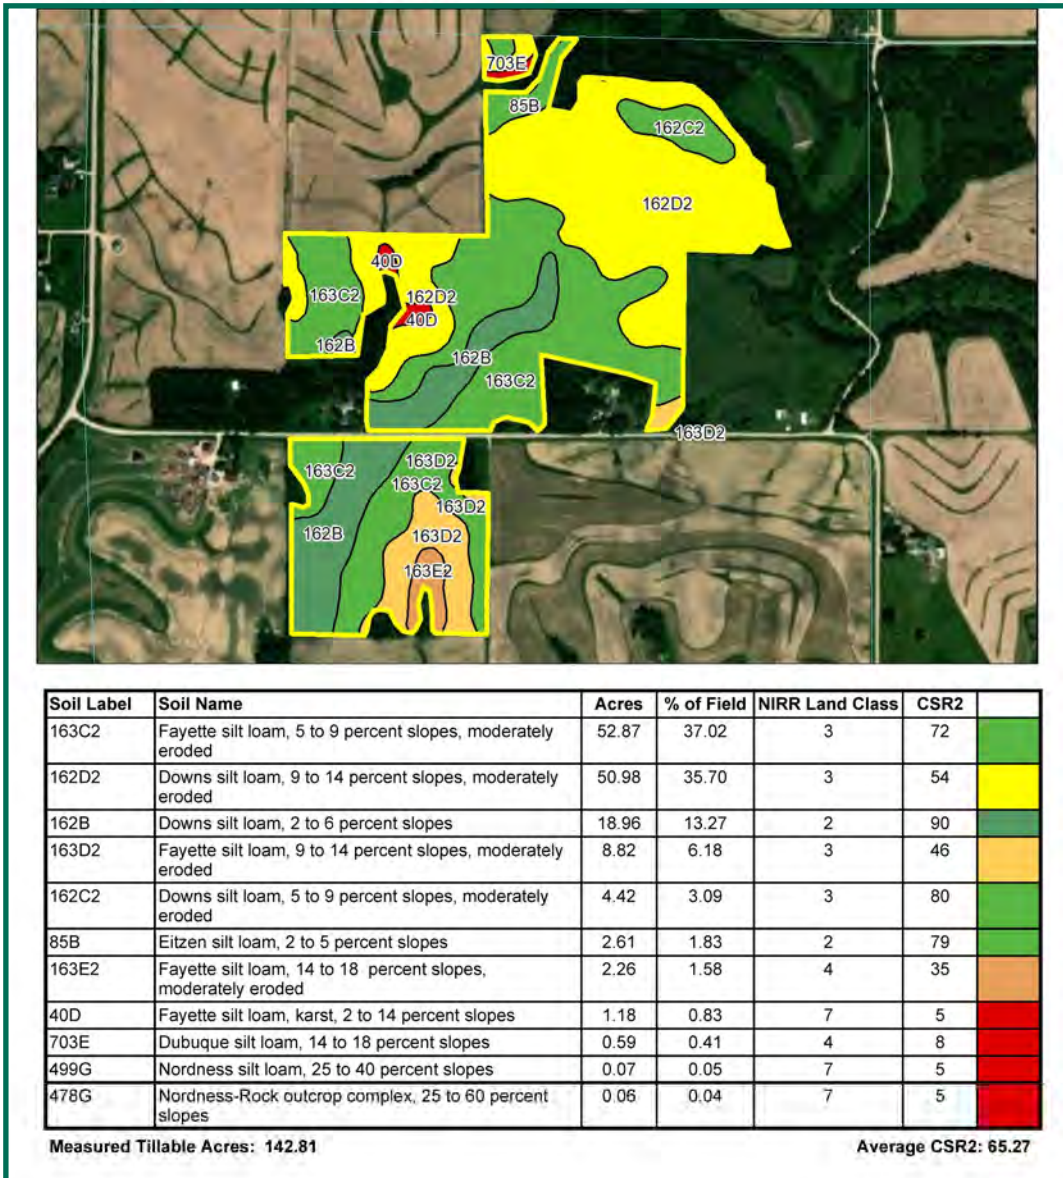 703E
85B
162C2
162D2
40D
163C2
162D2
40D
162B
162B
163C2
163D2
163C2
163D2
163C2
163D2
162B
163D2
163E2
Soil Label Soil Name Acres % of Field NIRR Land Class CSR2
163C2 Fayette silt loam, 5 to 9 percent slopes, moderately 52.87 37.02 3 72
eroded
162D2 Downs silt loam, 9 to 14 percent slopes, moderately 50.98 35.70 3 54
eroded
162B Downs silt loam, 2 to 6 percent slopes 18.96 13.27 2 90
163D2 Fayette silt loam, 9 to 14 percent slopes, moderately 8.82 6.18 3 46
eroded
162C2 Downs silt loam, 5 to 9 percent slopes, moderately 4.42 3.09 3 80
eroded
85B Eitzen silt loam, 2 to 5 percent slopes 2.61 1.83 2 79
163E2 Fayette silt loam, 14 to 18 percent slopes, 2.26 1.58 4 35
moderately eroded
40D Fayette silt loam, karst, 2 to 14 percent slopes 1.18 0.83 7 5
703E Dubuque silt loam, 14 to 18 percent slopes 0.59 0.41 4 8
499G Nordness silt loam, 25 to 40 percent slopes 0.07 0.05 7 5
478G Nordness-Rock outcrop complex, 25 to 60 percent 0.06 0.04 7 5
slopes
Measured Tillable Acres: 142.81 Average CSR2: 65.27